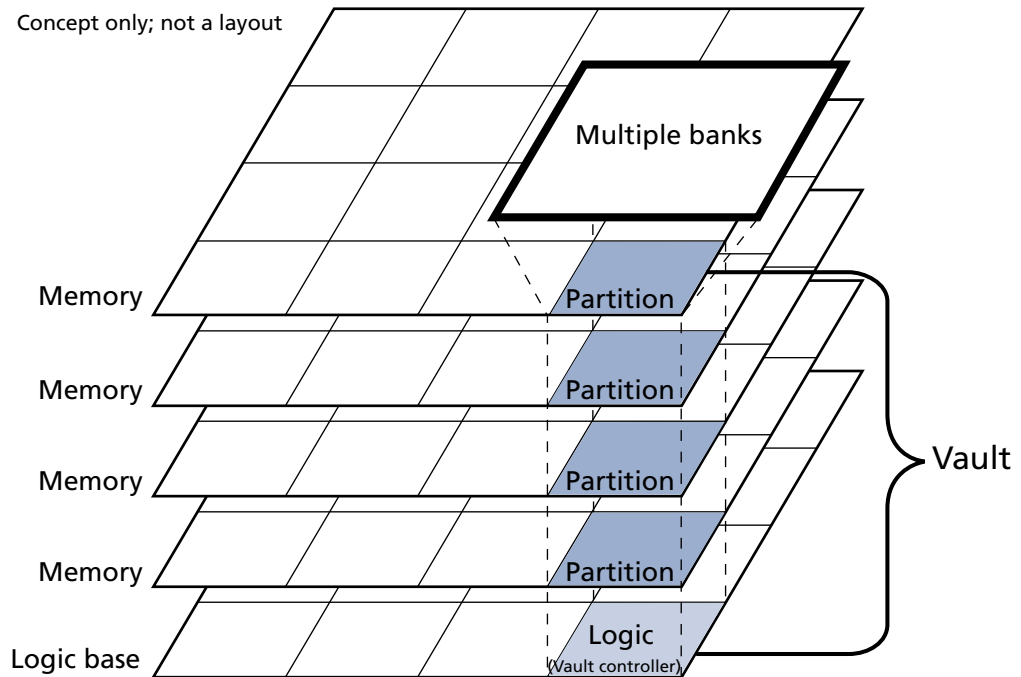 Concept only; not a layout
Multiple banks
Memory
Partition
Memory
Partition
Vault
Memory
Partition
Memory
Partition
Logic base
Logic
(Vault controller)